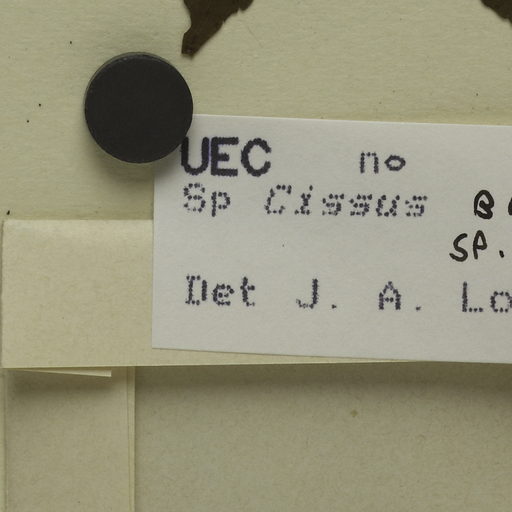 UEC no
Sp Cissus B
SP.
Det J. A. Lo